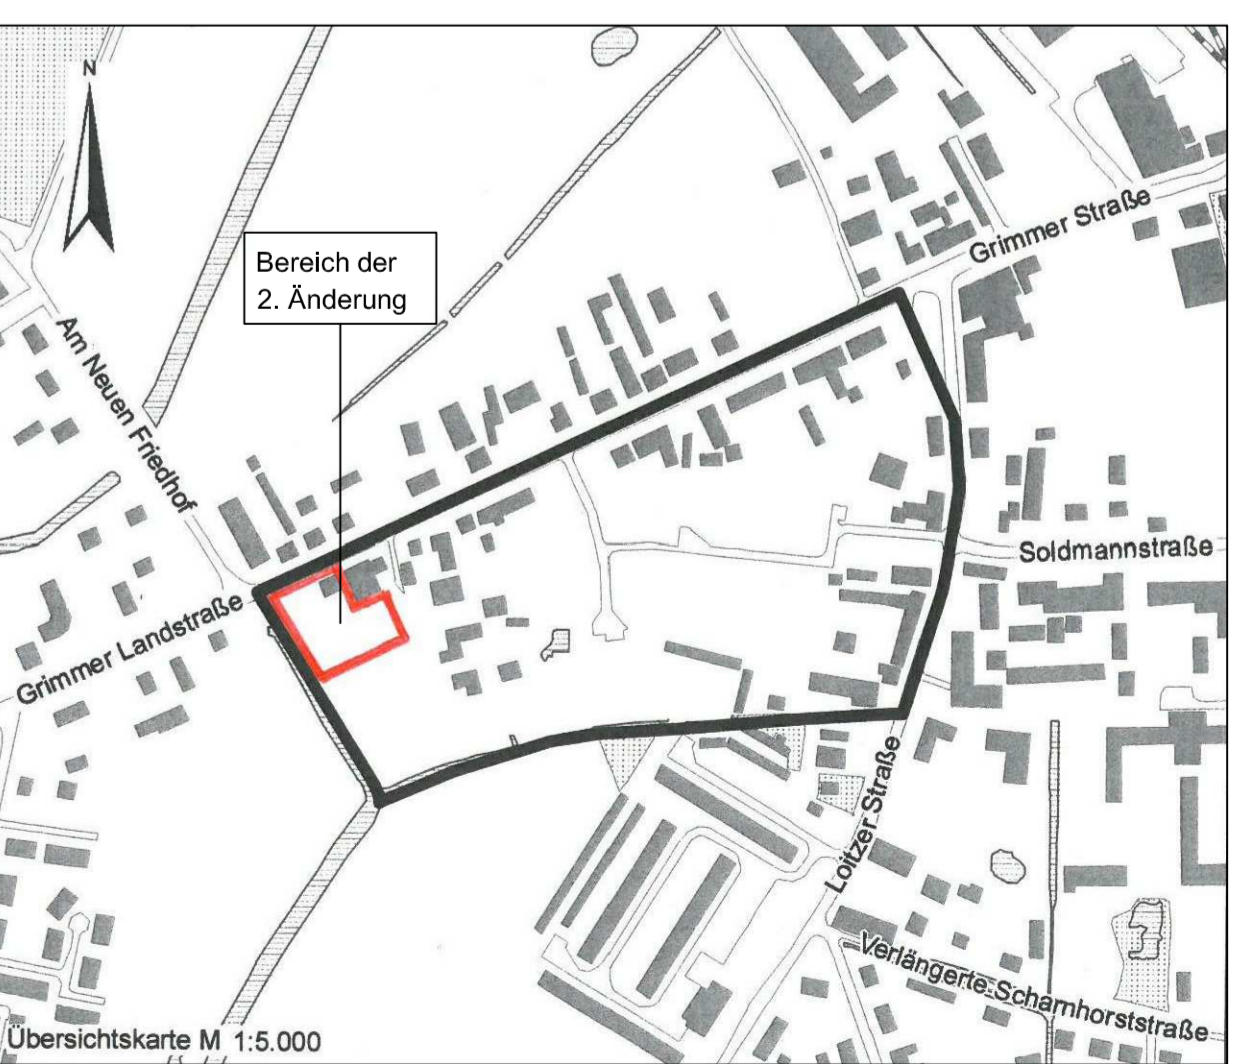 N
Grimmer Straße
Bereich der
2. Änderung
Am Neuen Friedhof
Soldmannstraße
Grimmer Landstraße
Loitzer Straße
Verlängerte Scharnhorststraße
Übersichtskarte M 1:5.000